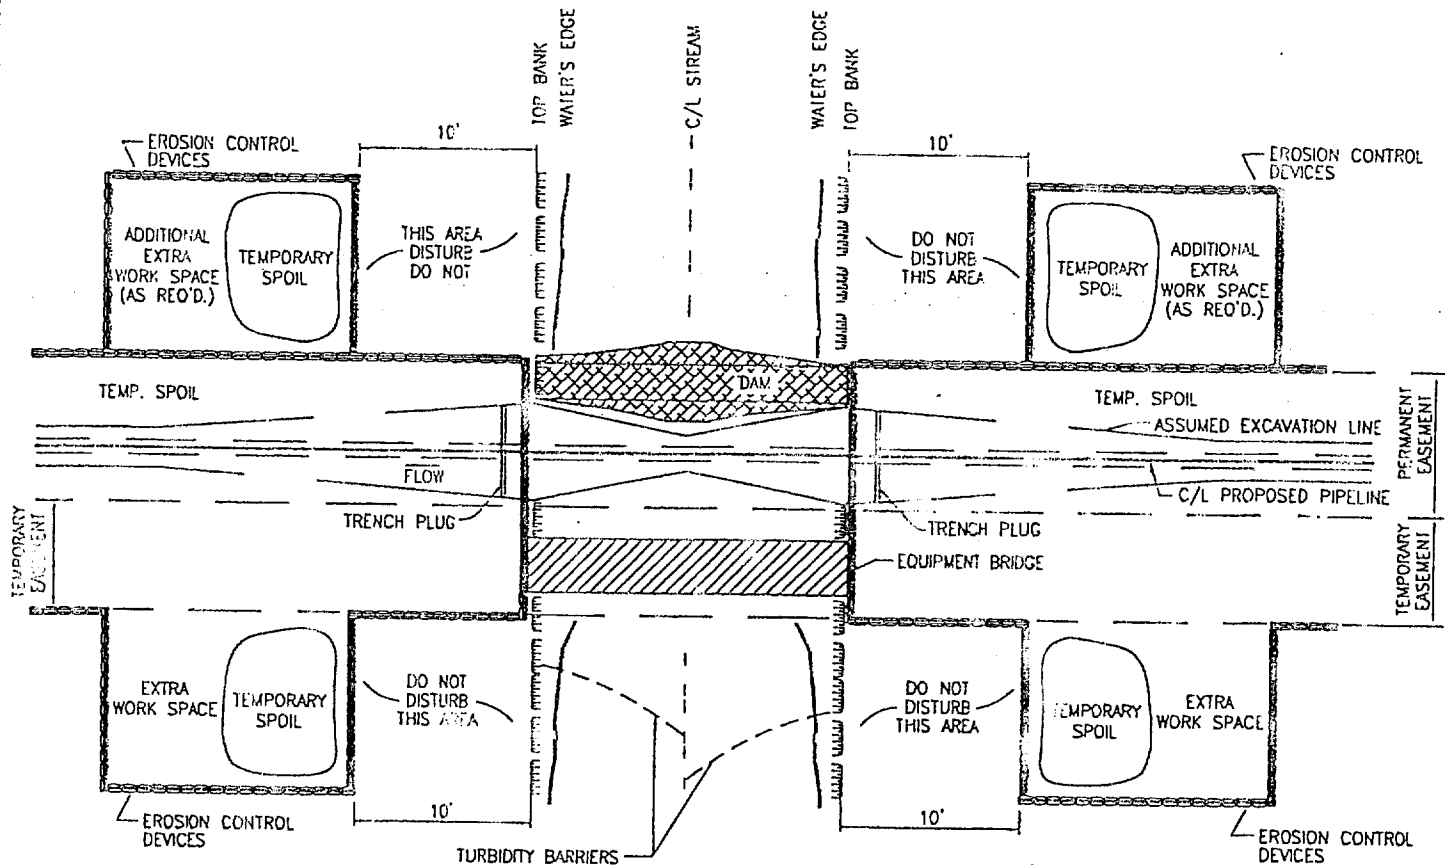 TOP BANK
WATER'S EDGE
C/L STREAM
WATER'S EDGE
TOP BANK
10'
10'
EROSION CONTROL
DEVICES
EROSION CONTROL
DEVICES
ADDITIONAL
EXTRA
WORK SPACE
(AS REO'D.)
TEMPORARY
SPOIL
THIS AREA
DISTURB
DO NOT
DO NOT
DISTURB
THIS AREA
TEMPORARY
SPOIL
ADDITIONAL
EXTRA
WORK SPACE
(AS REO'D.)
DAM
TEMP. SPOIL
TEMP. SPOIL
ASSUMED EXCAVATION LINE
PERMANENT
EASEMENT
FLOW
C/L PROPOSED PIPELINE
TRENCH PLUG
TRENCH PLUG
TEMPORARY
EASEMENT
EQUIPMENT BRIDGE
TEMPORARY
EASEMENT
EXTRA
WORK SPACE
TEMPORARY
SPOIL
DO NOT
DISTURB
THIS AREA
DO NOT
DISTURB
THIS AREA
TEMPORARY
SPOIL
EXTRA
WORK SPACE
10'
10'
EROSION CONTROL
DEVICES
TURBIDITY BARRIERS
EROSION CONTROL
DEVICES